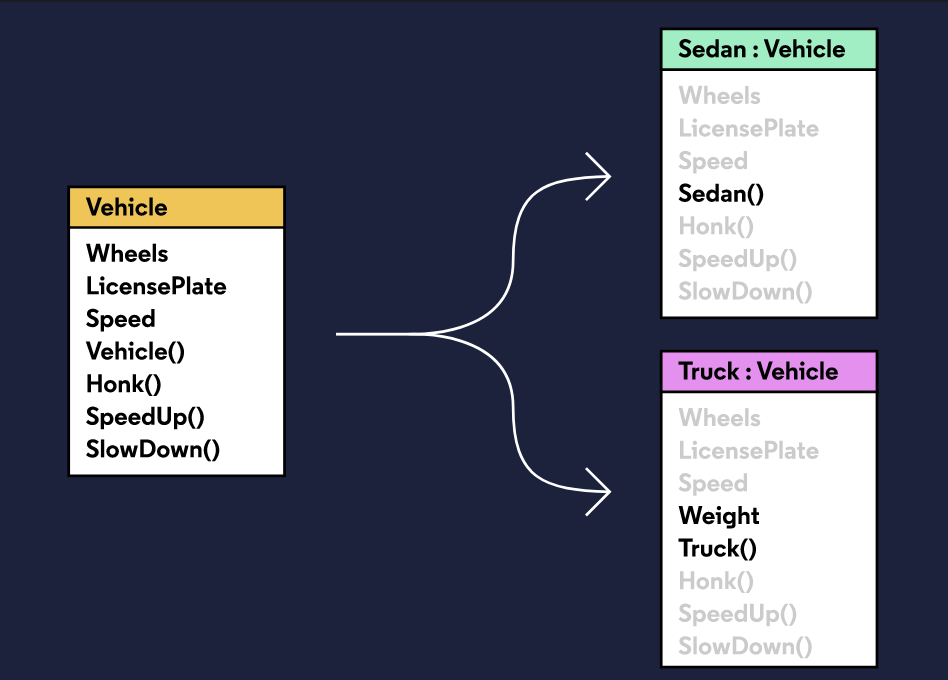 Vehicle
Wheels
LicensePlate
Speed
Vehicle()
Honk()
SpeedUp()
SlowDown()
Sedan : Vehicle
Wheels
LicensePlate
Speed
Sedan()
Honk()
SpeedUp()
SlowDown()
Truck : Vehicle
Wheels
LicensePlate
Speed
Weight
Truck()
Honk()
SpeedUp()
SlowDown()